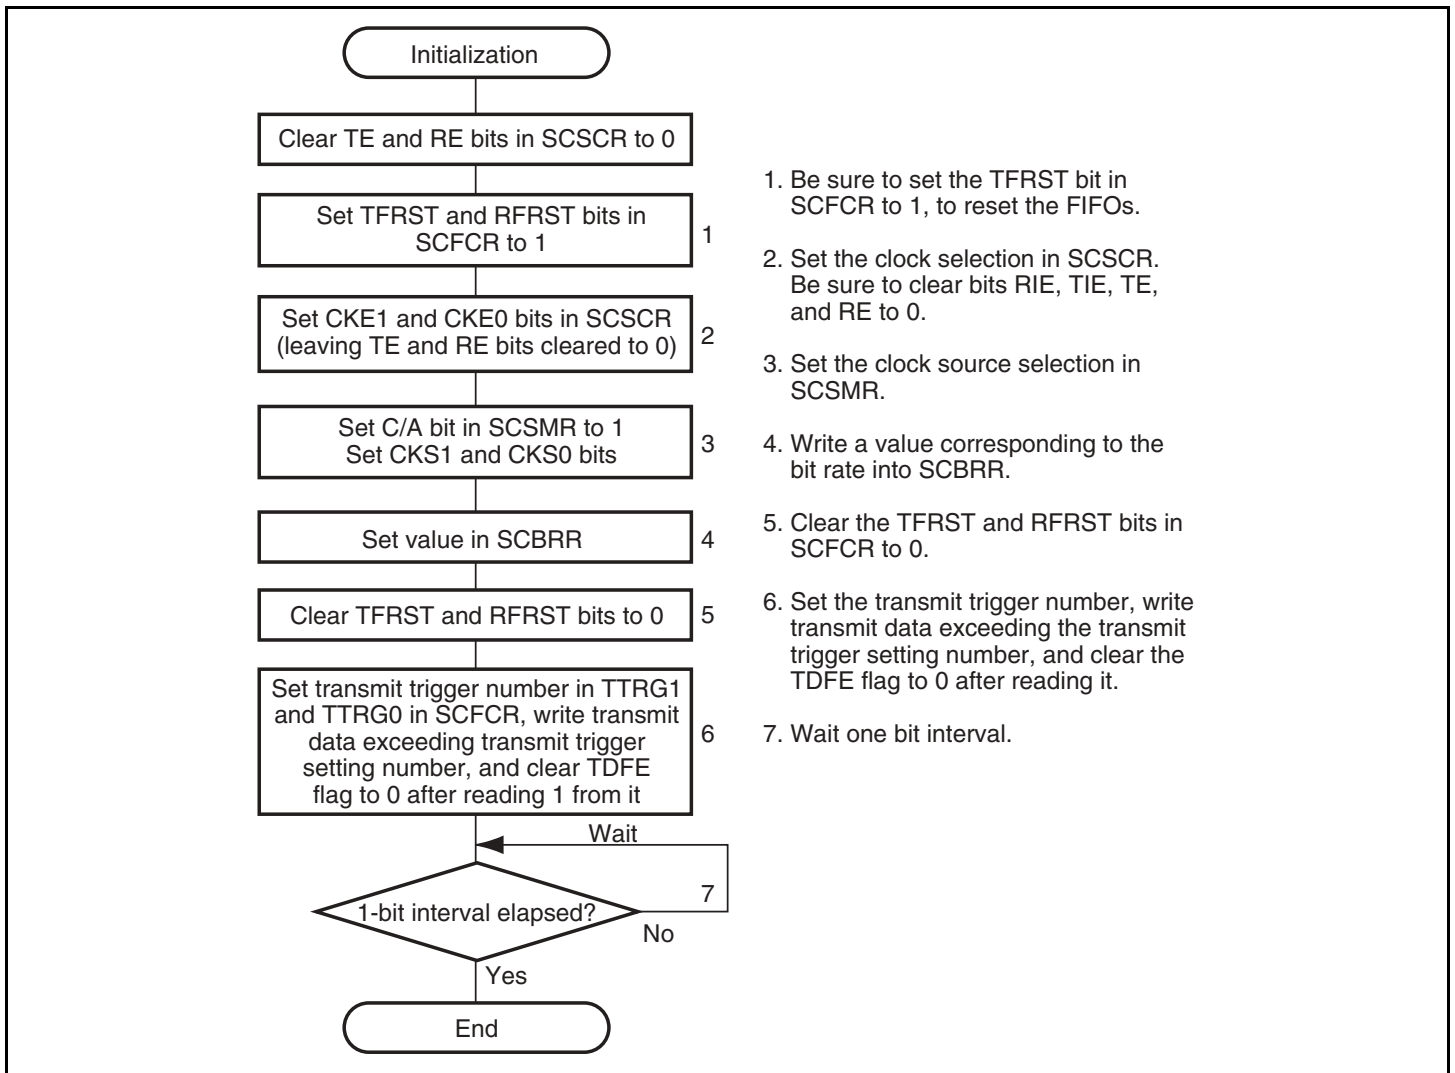 Initialization
Clear TE and RE bits in SCSCR to 0
Set TFRST and RFRST bits in
SCFCR to 1
1
Set CKE1 and CKE0 bits in SCSCR
(leaving TE and RE bits cleared to 0)
2
Set C/A bit in SCSMR to 1
Set CKS1 and CKS0 bits
3
Set value in SCBRR
4
Clear TFRST and RFRST bits to 0
5
Set transmit trigger number in TTRG1
and TTRG0 in SCFCR, write transmit
data exceeding transmit trigger
setting number, and clear TDFE
flag to 0 after reading 1 from it
6
Wait
1-bit interval elapsed?
7
No
Yes
End
1. Be sure to set the TFRST bit in
SCFCR to 1, to reset the FIFOs.
2. Set the clock selection in SCSCR.
Be sure to clear bits RIE, TIE, TE,
and RE to 0.
3. Set the clock source selection in
SCSMR.
4. Write a value corresponding to the
bit rate into SCBRR.
5. Clear the TFRST and RFRST bits in
SCFCR to 0.
6. Set the transmit trigger number, write
transmit data exceeding the transmit
trigger setting number, and clear the
TDFE flag to 0 after reading it.
7. Wait one bit interval.